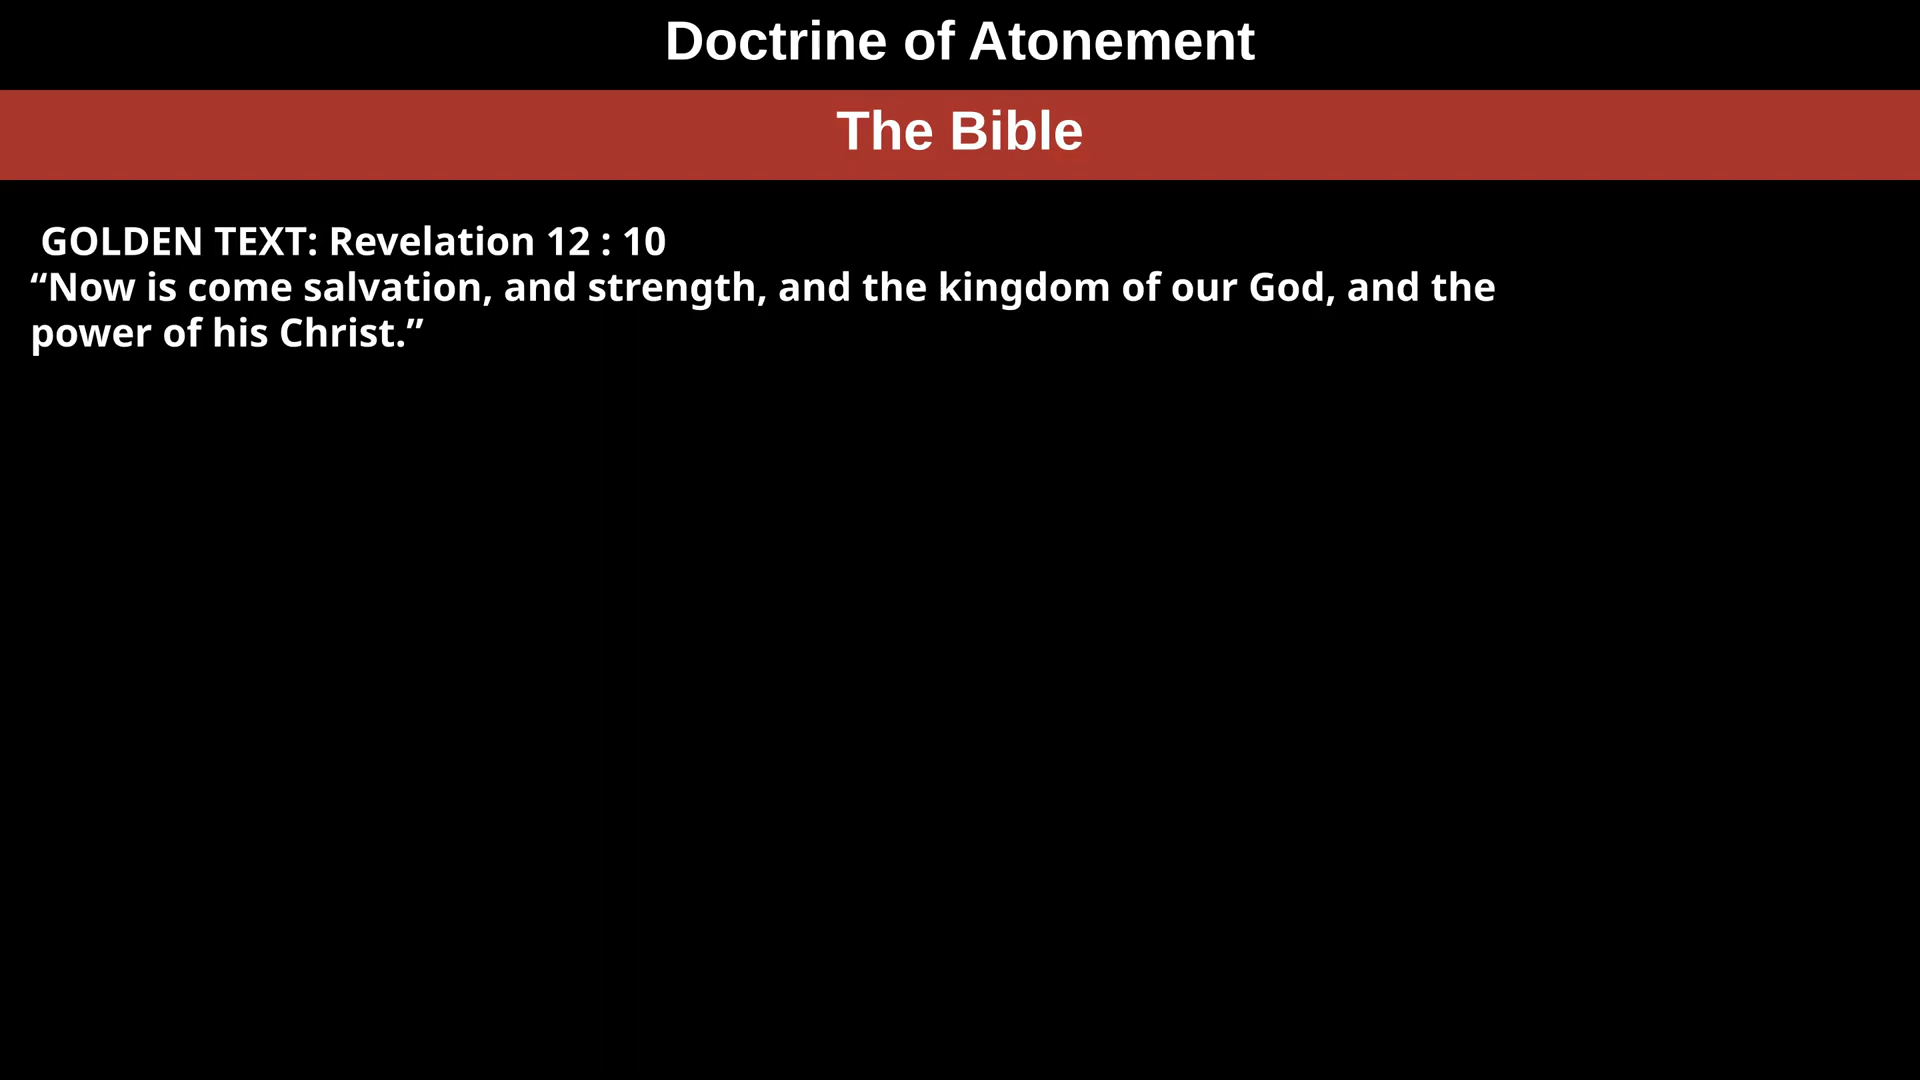 Doctrine of Atonement
The Bible
GOLDEN TEXT: Revelation 12 : 10
“Now is come salvation, and strength, and the kingdom of our God, and the
power of his Christ.”